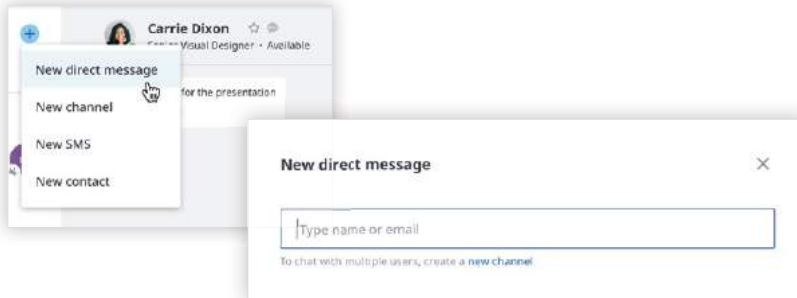 Carrie Dixon
Senior Visual Designer • Available
New direct message
for the presentation
New channel
New SMS
New contact
New direct message
Type name or email
To chat with multiple users, create a new channel